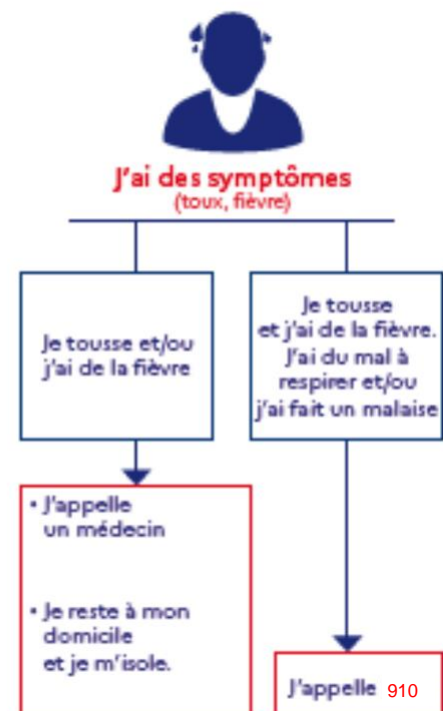 J'ai des symptômes
(toux, fièvre)
Je tousse et/ou
j'ai de la fièvre
Je tousse
et j'ai de la fièvre.
J'ai du mal à
respirer et/ou
j'ai fait un malaise
• J'appelle
un médecin
• Je reste à mon
domicile
et je m'isole.
J'appelle 910